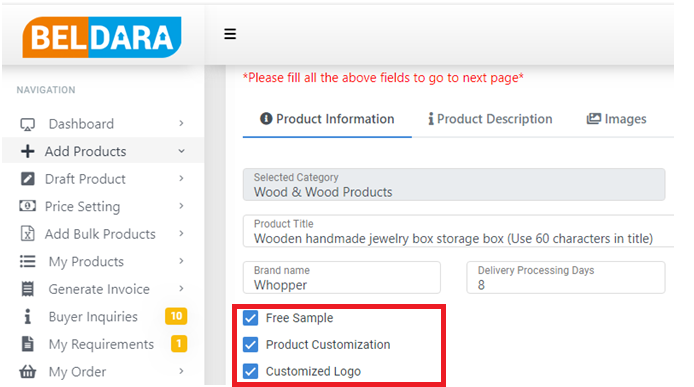 BELDARA
*Please fill all the above fields to go to next page*
NAVIGATION
Dashboard
Add Products
Draft Product
Price Setting
Add Bulk Products
My Products
Generate Invoice
Buyer Inquiries 10
My Requirements 1
My Order
Product Information
Product Description
Images
Selected Category
Wood & Wood Products
Product Title
Wooden handmade jewelry box storage box (Use 60 characters in title)
Brand name
Whopper
Delivery Processing Days
8
Free Sample
Product Customization
Customized Logo